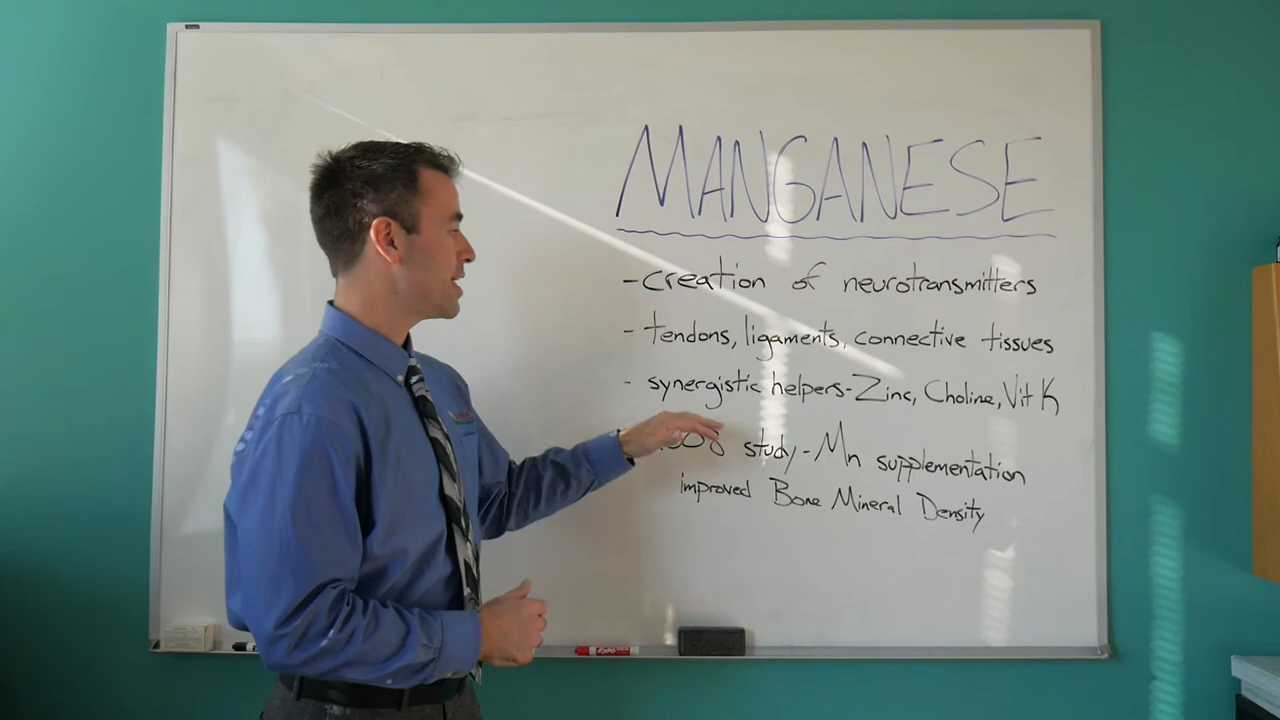 MANGANESE
- creation of neurotransmitters
- tendons, ligaments, connective tissues
- synergistic helpers - Zinc, Choline, Vit K
study - Mn supplementation
improved Bone Mineral Density
EXPO